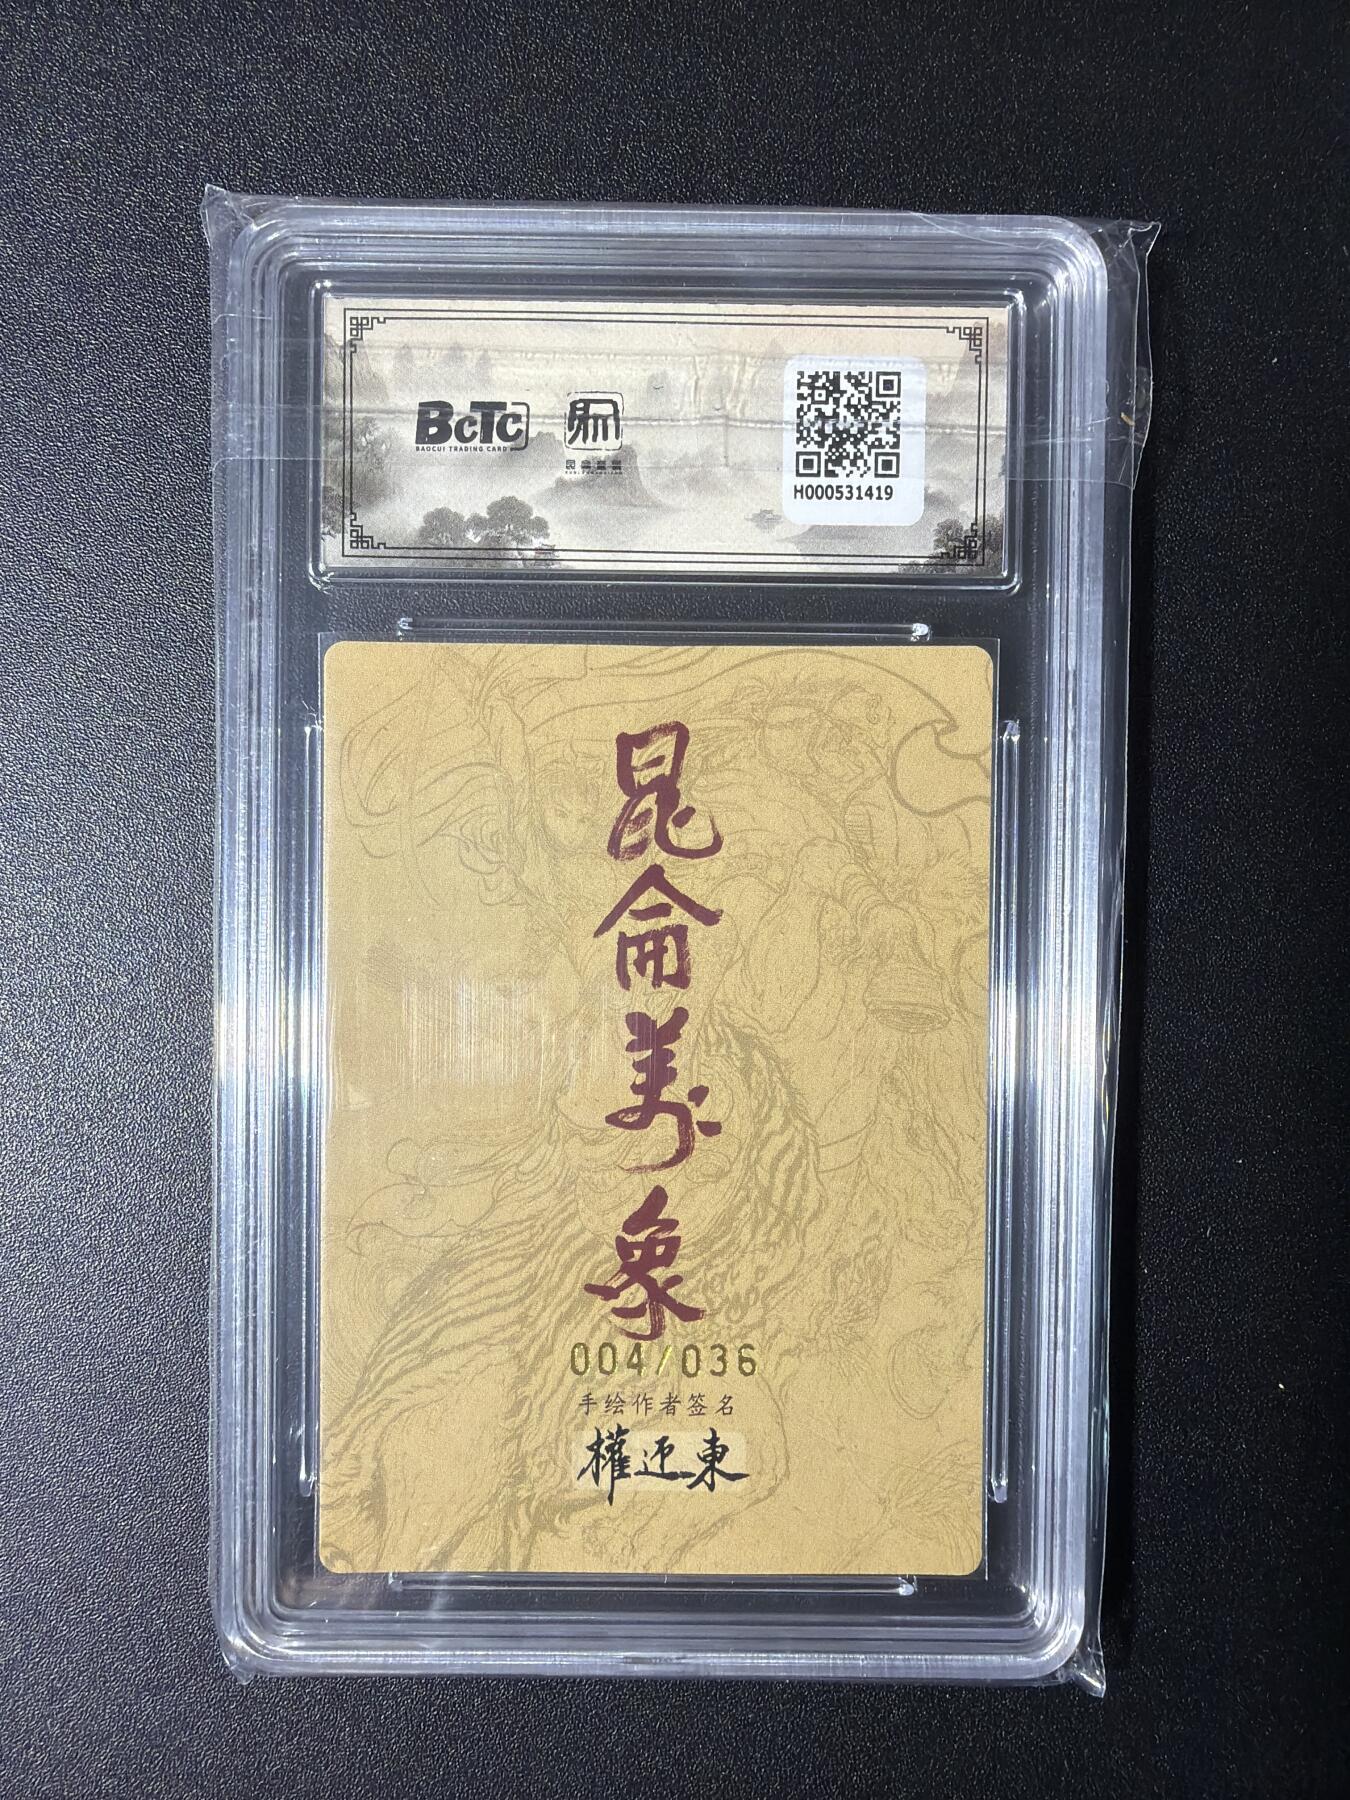 BcTc
BAOCUI TRADING CARD
H000531419
昆
侖
萬
象
004/036
手绘作者签名
權迎東